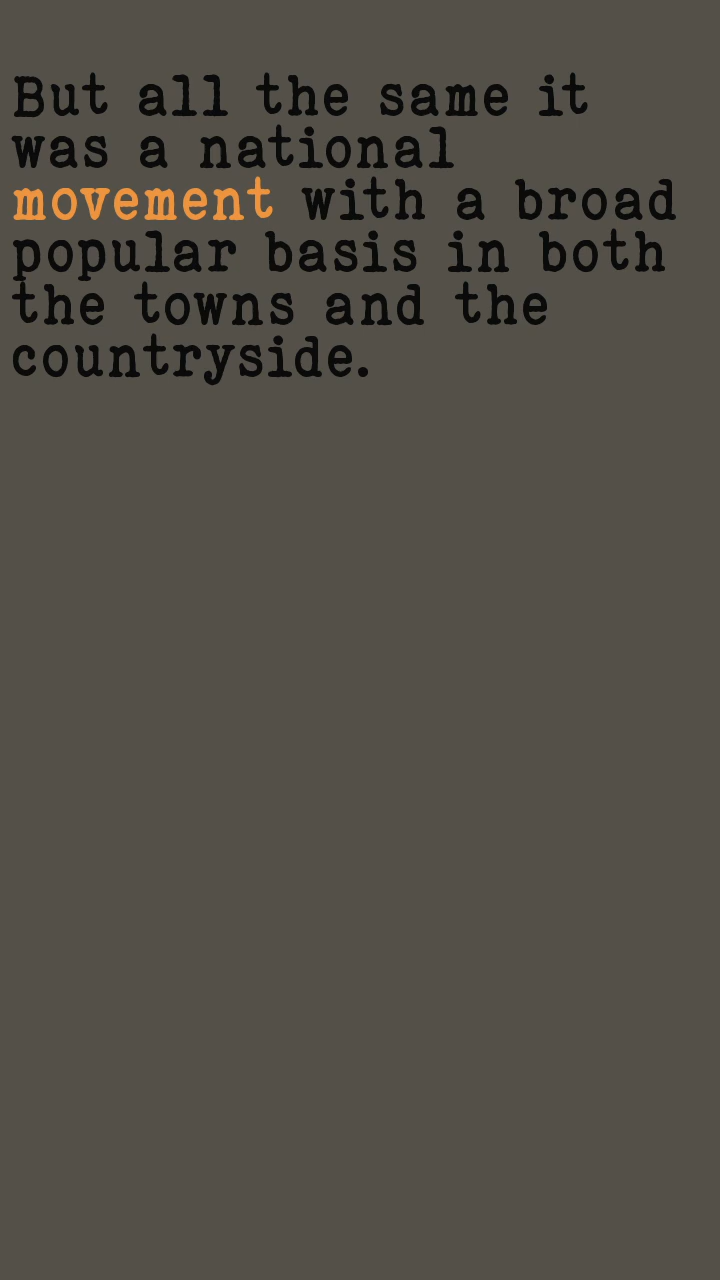 But all the same it
was a national
movement with a broad
popular basis in both
the towns and the
countryside.